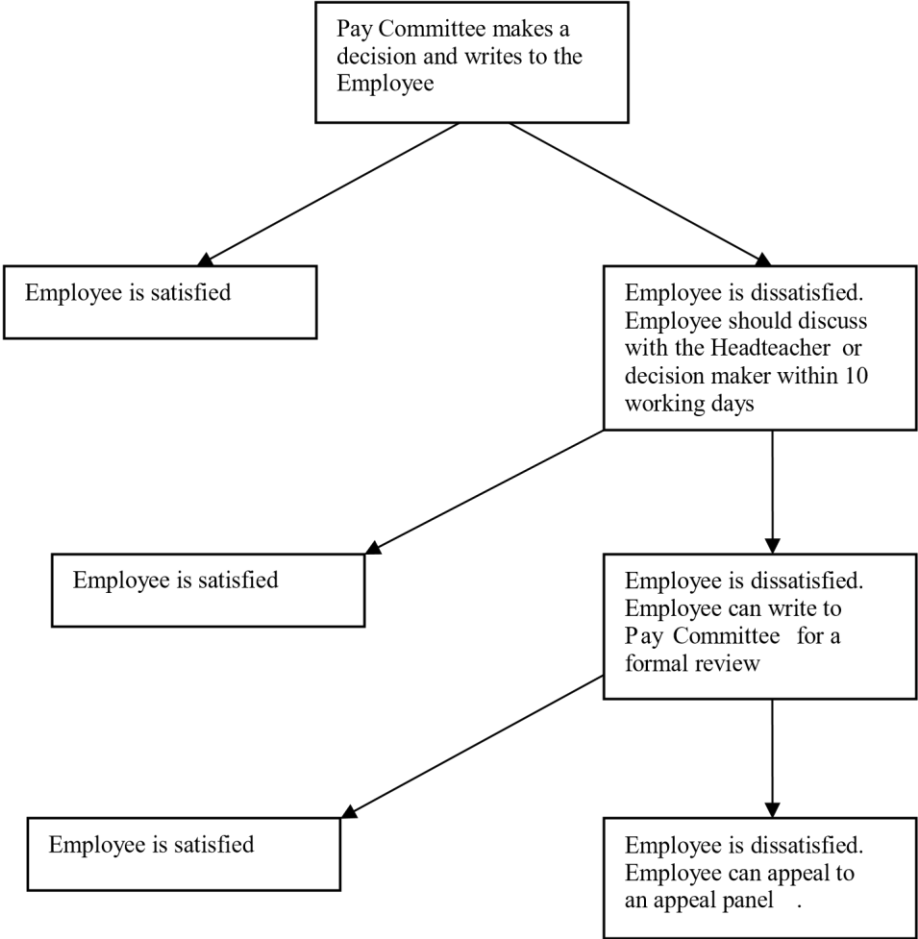 Pay Committee makes a
decision and writes to the
Employee
Employee is satisfied
Employee is dissatisfied.
Employee should discuss
with the Headteacher or
decision maker within 10
working days
Employee is satisfied
Employee is dissatisfied.
Employee can write to
Pay Committee for a
formal review
Employee is satisfied
Employee is dissatisfied.
Employee can appeal to
an appeal panel .